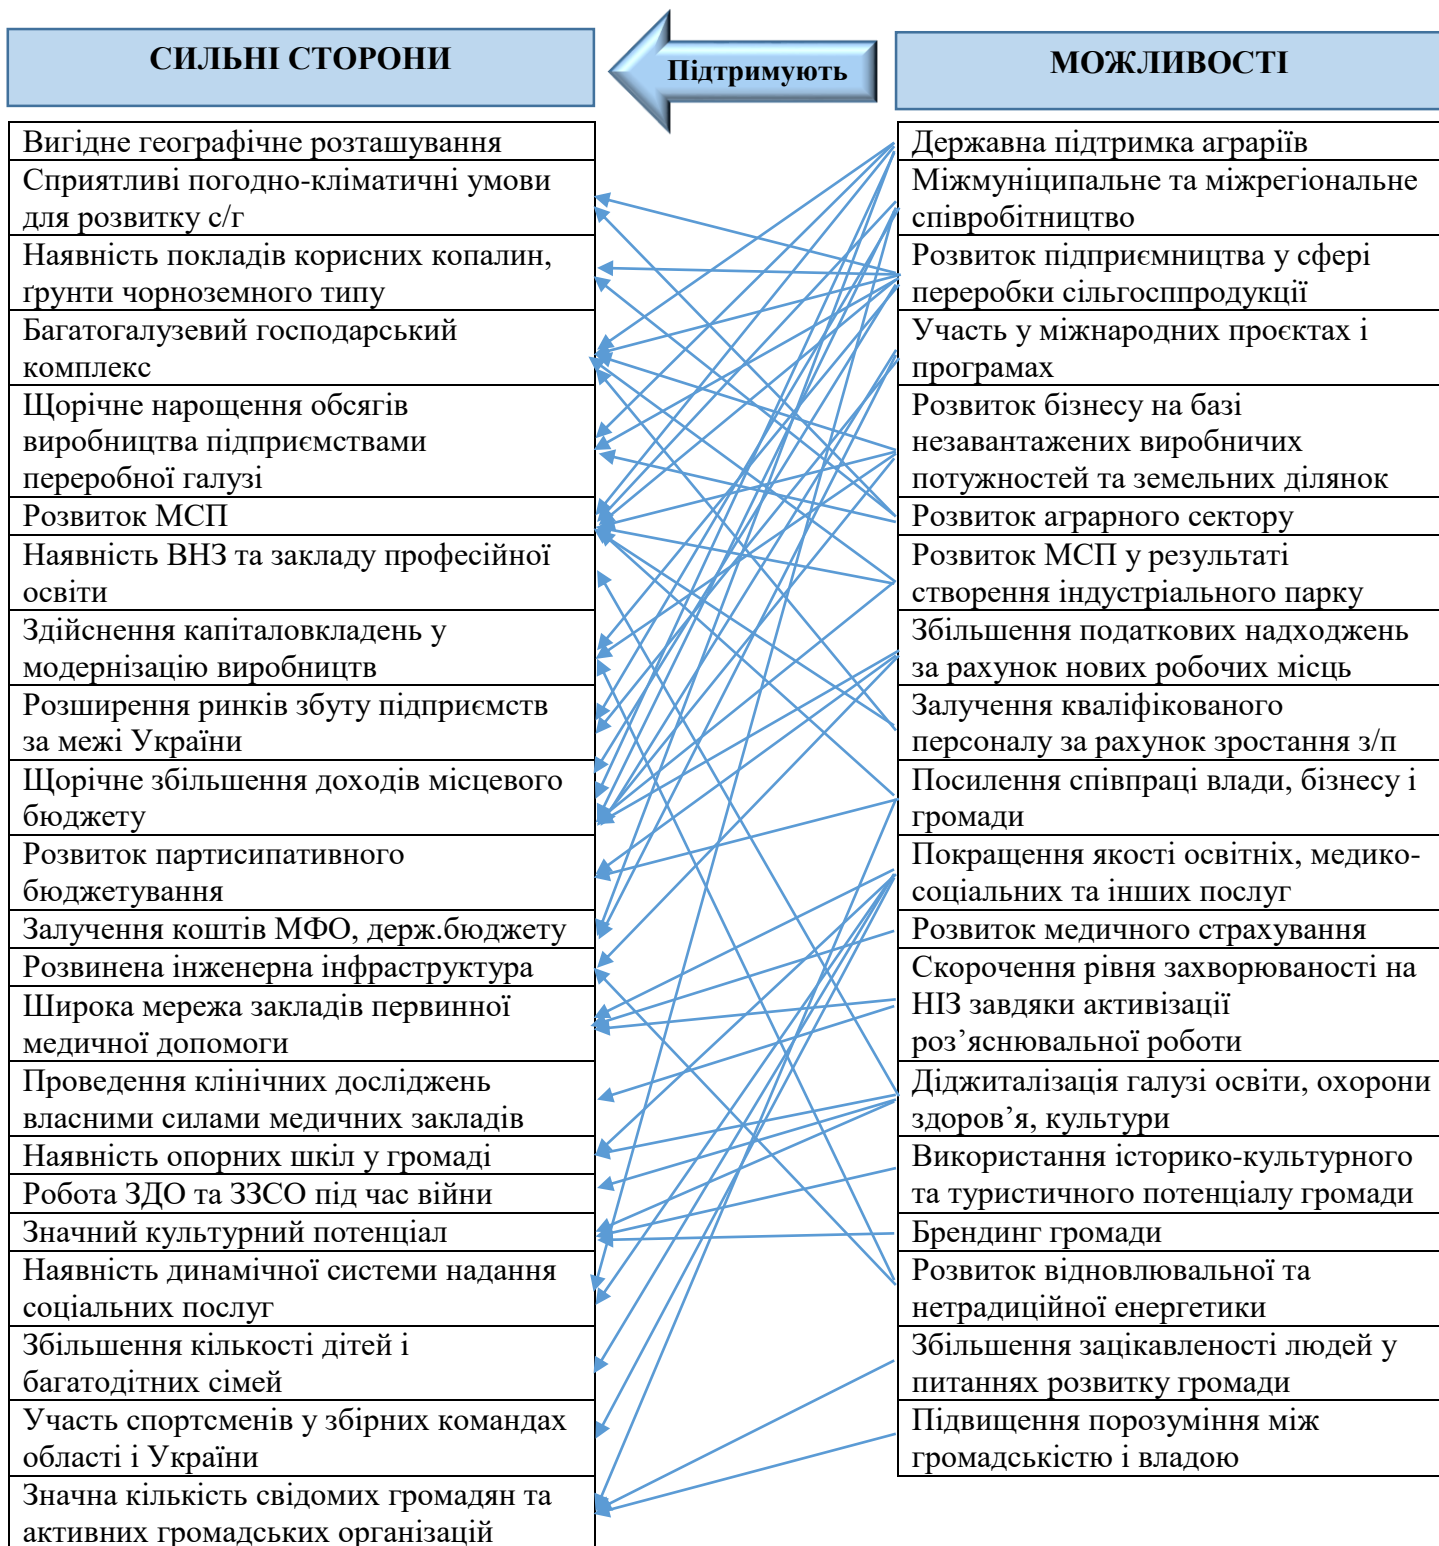 СИЛЬНІ СТОРОНИ
Підтримують
МОЖЛИВОСТІ
Вигідне географічне розташування
Сприятливі погодно-кліматичні умови
для розвитку с/г
Наявність покладів корисних копалин,
ґрунти чорноземного типу
Багатогалузевий господарський
комплекс
Щорічне нарощення обсягів
виробництва підприємствами
переробної галузі
Розвиток МСП
Наявність ВНЗ та закладу професійної
освіти
Здійснення капіталовкладень у
модернізацію виробництв
Розширення ринків збуту підприємств
за межі України
Щорічне збільшення доходів місцевого
бюджету
Розвиток партисипативного
бюджетування
Залучення коштів МФО, держ.бюджету
Розвинена інженерна інфраструктура
Широка мережа закладів первинної
медичної допомоги
Проведення клінічних досліджень
власними силами медичних закладів
Наявність опорних шкіл у громаді
Робота ЗДО та ЗЗСО під час війни
Значний культурний потенціал
Наявність динамічної системи надання
соціальних послуг
Збільшення кількості дітей і
багатодітних сімей
Участь спортсменів у збірних командах
області і України
Значна кількість свідомих громадян та
активних громадських організацій
Державна підтримка аграріїв
Міжмуніципальне та міжрегіональне
співробітництво
Розвиток підприємництва у сфері
переробки сільгосппродукції
Участь у міжнародних проєктах і
програмах
Розвиток бізнесу на базі
незавантажених виробничих
потужностей та земельних ділянок
Розвиток аграрного сектору
Розвиток МСП у результаті
створення індустріального парку
Збільшення податкових надходжень
за рахунок нових робочих місць
Залучення кваліфікованого
персоналу за рахунок зростання з/п
Посилення співпраці влади, бізнесу і
громади
Покращення якості освітніх, медико-
соціальних та інших послуг
Розвиток медичного страхування
Скорочення рівня захворюваності на
НІЗ завдяки активізації
роз’яснювальної роботи
Діджиталізація галузі освіти, охорони
здоров’я, культури
Використання історико-культурного
та туристичного потенціалу громади
Брендинг громади
Розвиток відновлювальної та
нетрадиційної енергетики
Збільшення зацікавленості людей у
питаннях розвитку громади
Підвищення порозуміння між
громадськістю і владою